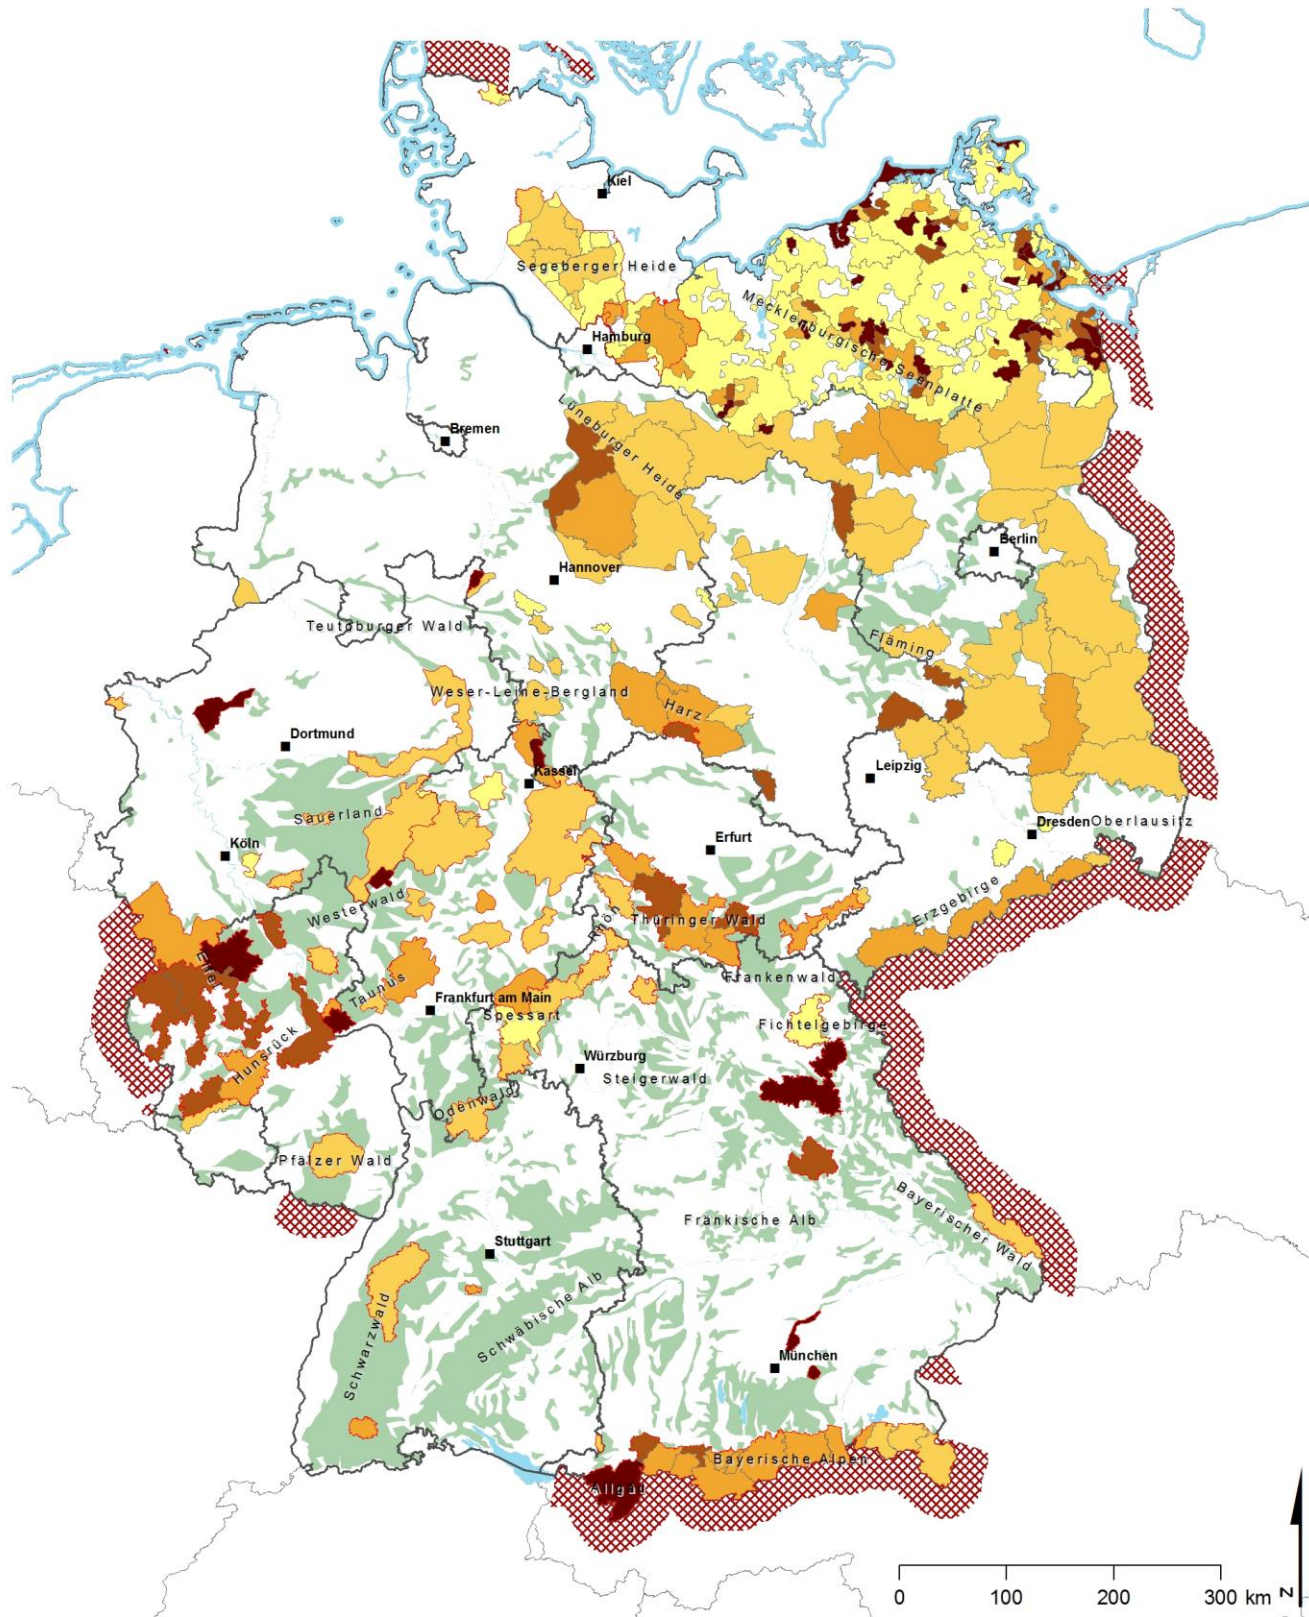 Kiel
Segeberger Heide
Mecklenburgische Seenplatte
Hamburg
Lüneburger Heide
Bremen
Berlin
Hannover
Teutoburger Wald
Fläming
Weser-Leine-Bergland
Harz
Dortmund
Leipzig
Kassel
Sauerland
Dresden
Oberlausitz
Köln
Erfurt
Erzgebirge
Westerwald
Rhön
Thüringer Wald
Eifel
Taunus
Frankenwald
Frankfurt am Main
Spessart
Fichtelgebirge
Hunsrück
Würzburg
Steigerwald
Odenwald
Pfälzer Wald
Bayerischer Wald
Fränkische Alb
Stuttgart
Schwäbische Alb
Schwarzwald
München
Bayerische Alpen
Allgäu
0 100 200 300 km
N